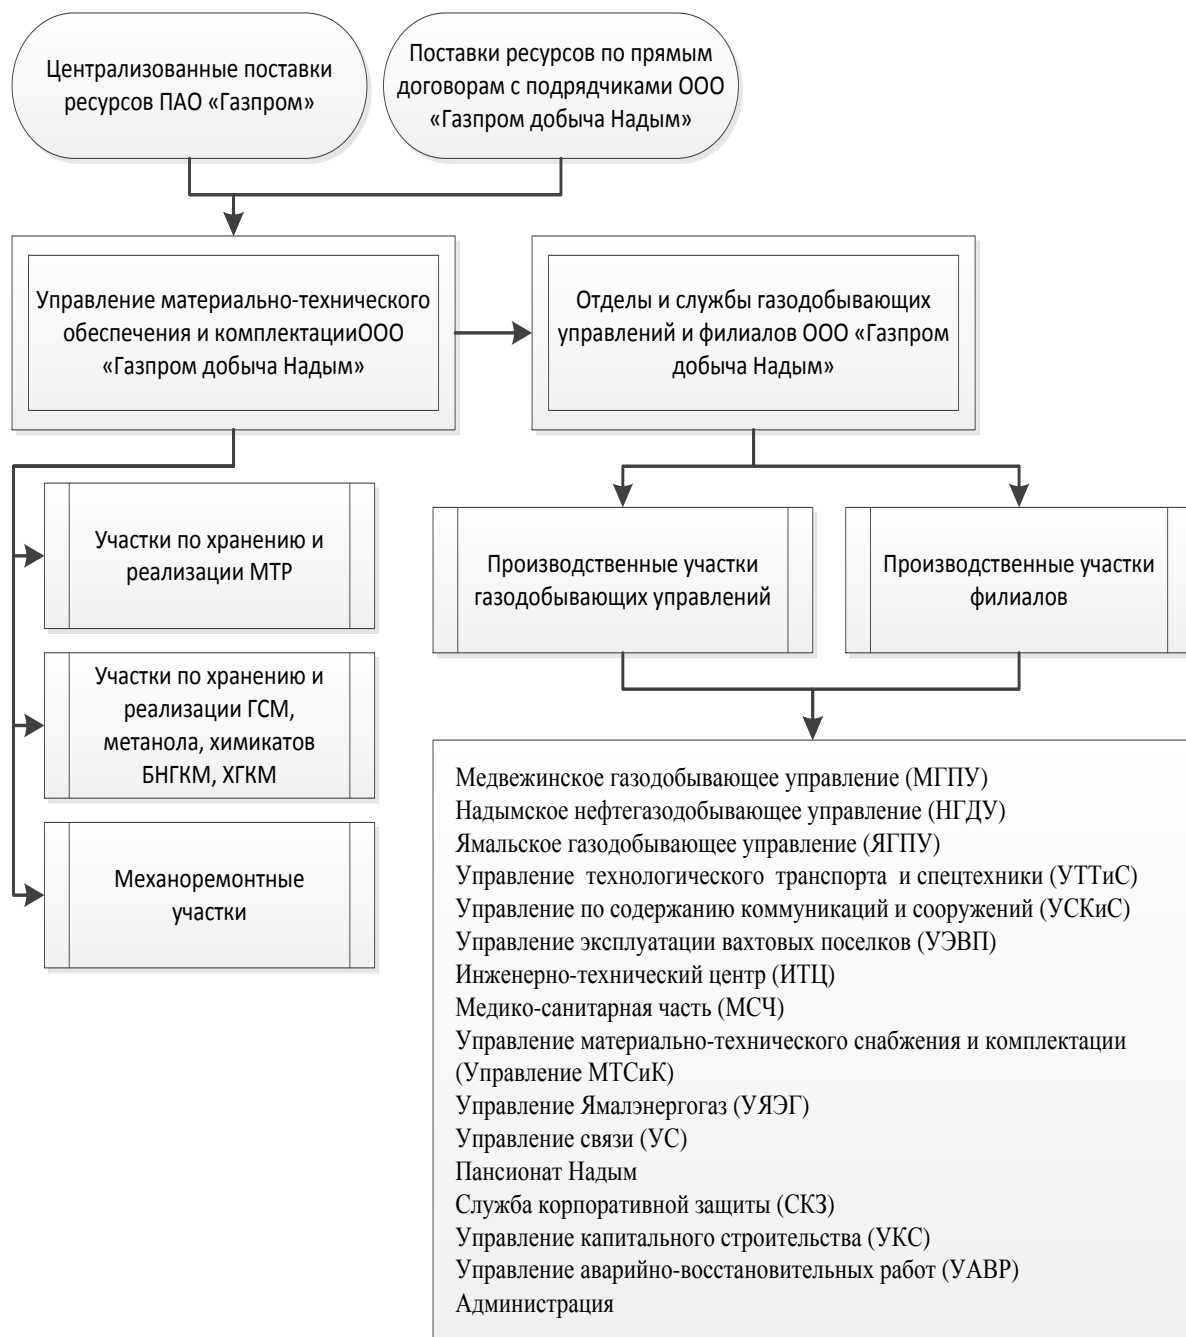 Централизованные поставки
ресурсов ПАО «Газпром»
Поставки ресурсов по прямым
договорам с подрядчиками ООО
«Газпром добыча Надым»
Управление материально-технического
обеспечения и комплектацииООО
«Газпром добыча Надым»
Отделы и службы газодобывающих
управлений и филиалов ООО «Газпром
добыча Надым»
Участки по хранению и
реализации МТР
Участки по хранению и
реализации ГСМ,
метанола, химикатов
БНГКМ, ХГКМ
Механоремонтные
участки
Производственные участки
газодобывающих управлений
Производственные участки
филиалов
Медвежинское газодобывающее управление (МГПУ)
Надымское нефтегазодобывающее управление (НГДУ)
Ямальское газодобывающее управление (ЯГПУ)
Управление технологического транспорта и спецтехники (УТТиС)
Управление по содержанию коммуникаций и сооружений (УСКиС)
Управление эксплуатации вахтовых поселков (УЭВП)
Инженерно-технический центр (ИТЦ)
Медико-санитарная часть (МСЧ)
Управление материально-технического снабжения и комплектации
(Управление МТСиК)
Управление Ямалэнергогаз (УЯЭГ)
Управление связи (УС)
Пансионат Надым
Служба корпоративной защиты (СКЗ)
Управление капитального строительства (УКС)
Управление аварийно-восстановительных работ (УАВР)
Администрация